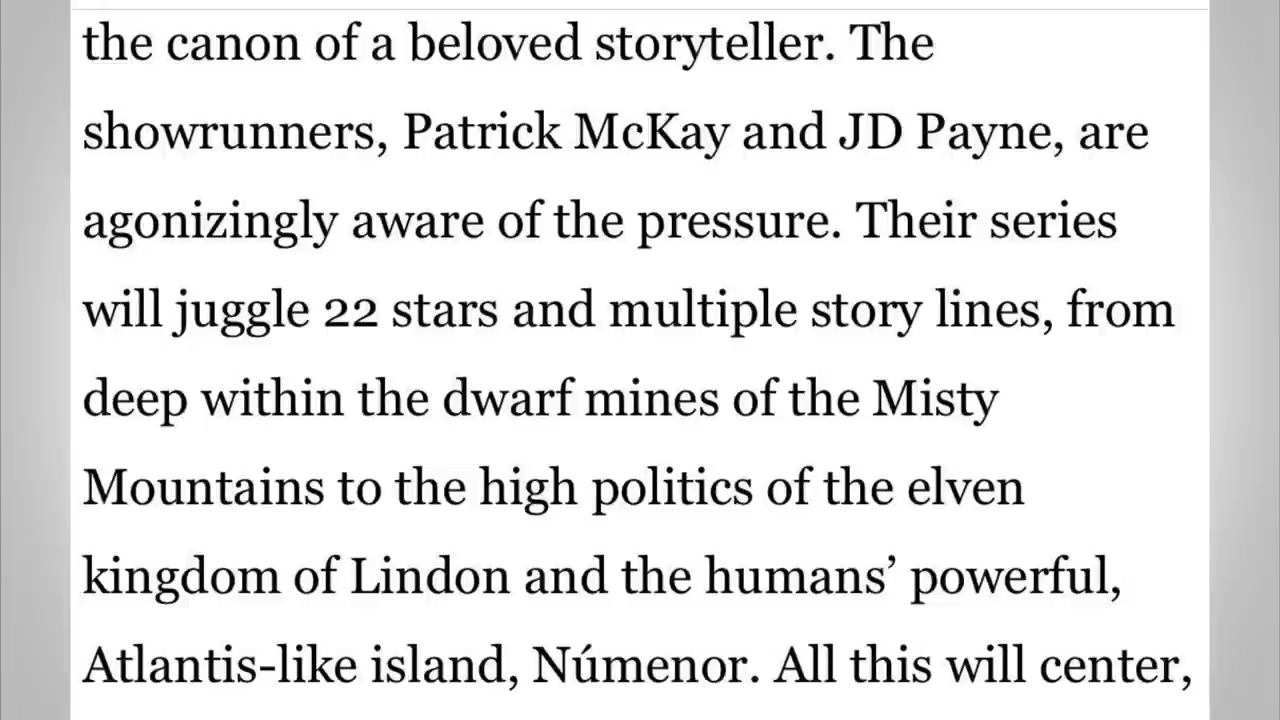 the canon of a beloved storyteller. The
showrunners, Patrick McKay and JD Payne, are
agonizingly aware of the pressure. Their series
will juggle 22 stars and multiple story lines, from
deep within the dwarf mines of the Misty
Mountains to the high politics of the elven
kingdom of Lindon and the humans’ powerful,
Atlantis-like island, Númenor. All this will center,